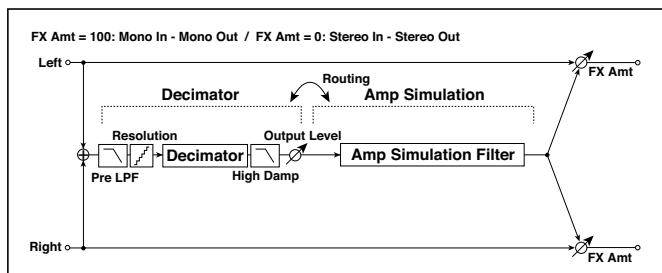 FX Amt = 100: Mono In - Mono Out / FX Amt = 0: Stereo In - Stereo Out
Left
FX Amt
Routing
Decimator
Amp Simulation
Resolution
Output Level
Decimator
Amp Simulation Filter
Pre LPF
High Damp
Right
FX Amt